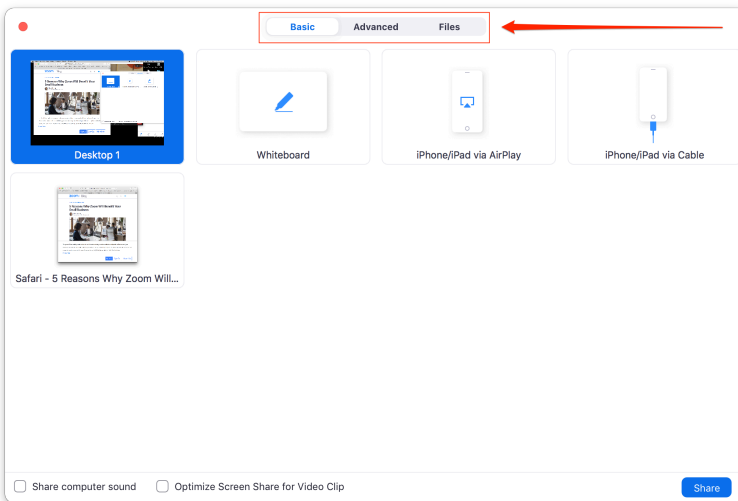 Basic Advanced Files
Desktop 1 Whiteboard iPhone/iPad via AirPlay iPhone/iPad via Cable
Safari - 5 Reasons Why Zoom Will...
Share computer sound Optimize Screen Share for Video Clip Share